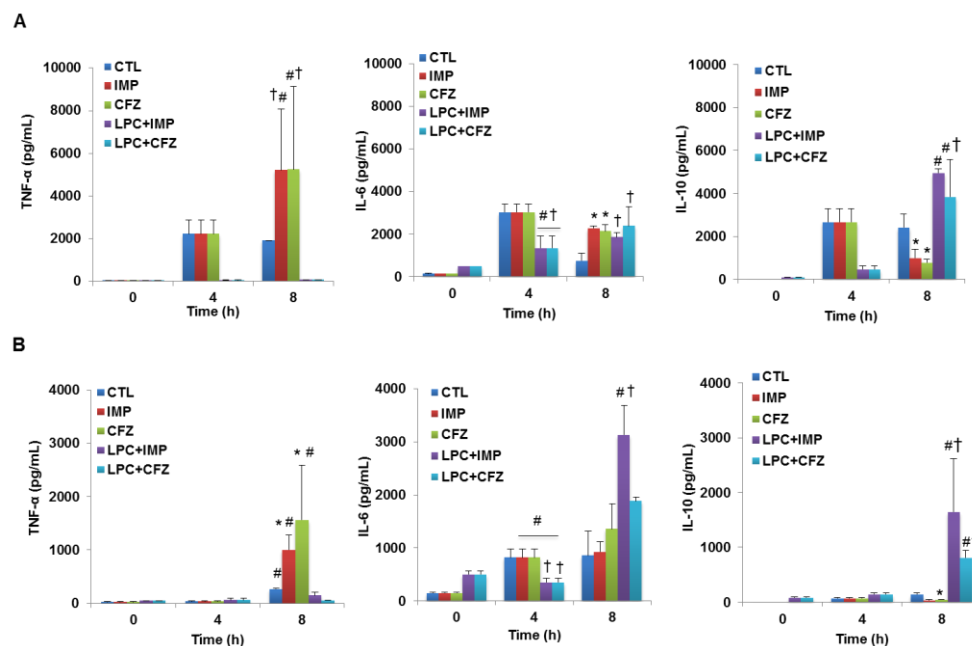 A
TNF-α (pg/mL)
10000
8000
6000
4000
2000
0
CTL
IMP
CFZ
LPC+IMP
LPC+CFZ
†#
#†
0 4 8
Time (h)
IL-6 (pg/mL)
10000
8000
6000
4000
2000
0
CTL
IMP
CFZ
LPC+IMP
LPC+CFZ
#†
* * † †
0 4 8
Time (h)
IL-10 (pg/mL)
10000
8000
6000
4000
2000
0
CTL
IMP
CFZ
LPC+IMP
LPC+CFZ
* * # #†
0 4 8
Time (h)
B
TNF-α (pg/mL)
4000
3000
2000
1000
0
CTL
IMP
CFZ
LPC+IMP
LPC+CFZ
* #
*
#
#
0 4 8
Time (h)
IL-6 (pg/mL)
4000
3000
2000
1000
0
CTL
IMP
CFZ
LPC+IMP
LPC+CFZ
#
† †
#†
0 4 8
Time (h)
IL-10 (pg/mL)
4000
3000
2000
1000
0
CTL
IMP
CFZ
LPC+IMP
LPC+CFZ
#†
*
0 4 8
Time (h)